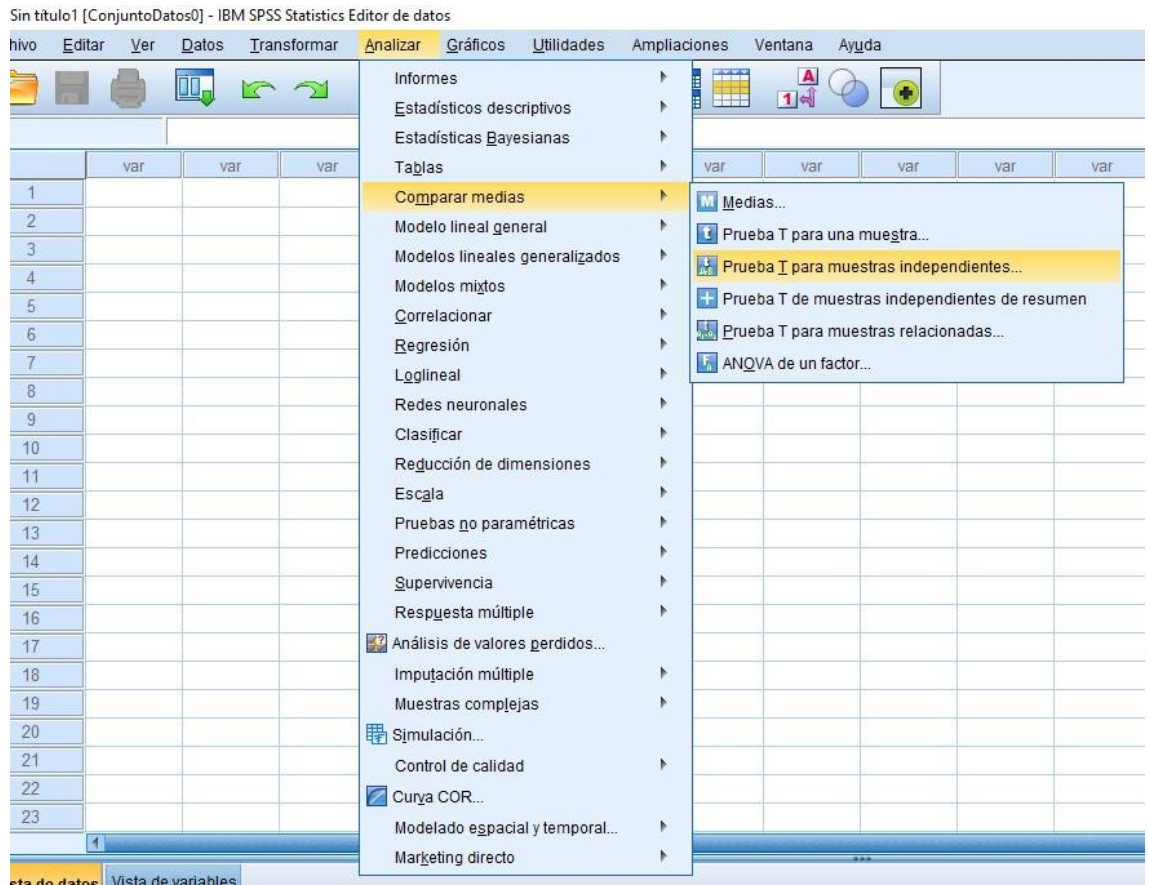 Sin título1 [ConjuntoDatos0] - IBM SPSS Statistics Editor de datos
hivo Editar Ver Datos Transformar Analizar Gráficos Utilidades Ampliaciones Ventana Ayuda
Informes
Estadísticos descriptivos
Estadísticas Bayesianas
Tablas
Comparar medias
Modelo lineal general
Modelos lineales generalizados
Modelos mixtos
Correlacionar
Regresión
Loglineal
Redes neuronales
Clasificar
Reducción de dimensiones
Escala
Pruebas no paramétricas
Predicciones
Supervivencia
Respuesta múltiple
Análisis de valores perdidos...
Imputación múltiple
Muestras complejas
Simulación...
Control de calidad
Curva COR...
Modelado espacial y temporal...
Marketing directo
Medias...
Prueba T para una muestra...
Prueba T para muestras independientes...
Prueba T de muestras independientes de resumen
Prueba T para muestras relacionadas...
ANOVA de un factor...
A
1
var var var var var var var var
1
2
3
4
5
6
7
8
9
10
11
12
13
14
15
16
17
18
19
20
21
22
23
sta de datos Vista de variables